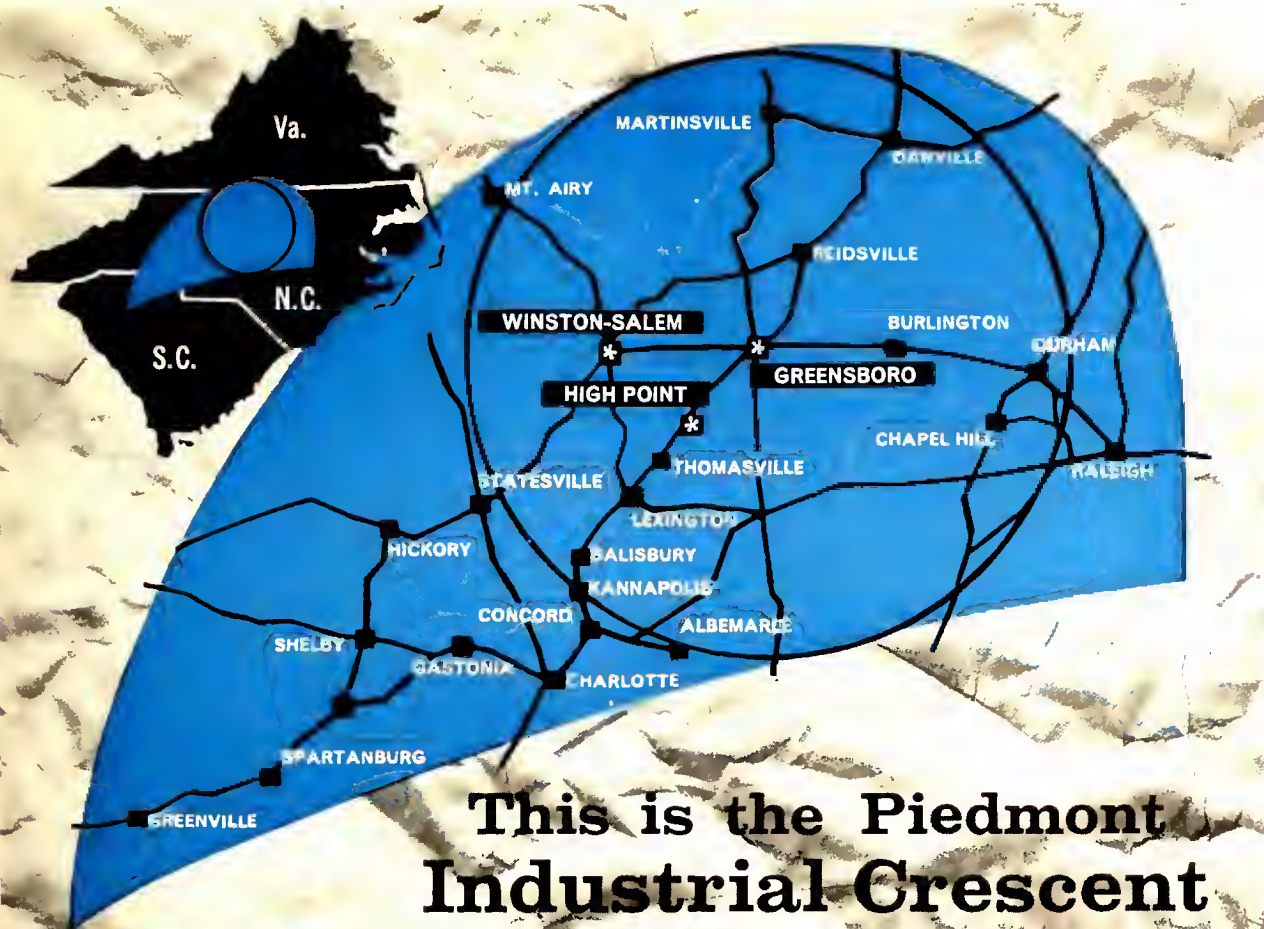 Va.
N.C.
S.C.
MARTINSVILLE
DANVILLE
MT. AIRY
REIDSVILLE
WINSTON-SALEM
*
*
BURLINGTON
DURHAM
GREENSBORO
HIGH POINT
*
CHAPEL HILL
THOMASVILLE
RALEIGH
STATESVILLE
LEXINGTON
HICKORY
SALISBURY
KANNAPOLIS
CONCORD
ALBEMARLE
SHELBY
GASTONIA
CHARLOTTE
SPARTANBURG
GREENVILLE
This is the Piedmont
Industrial Crescent